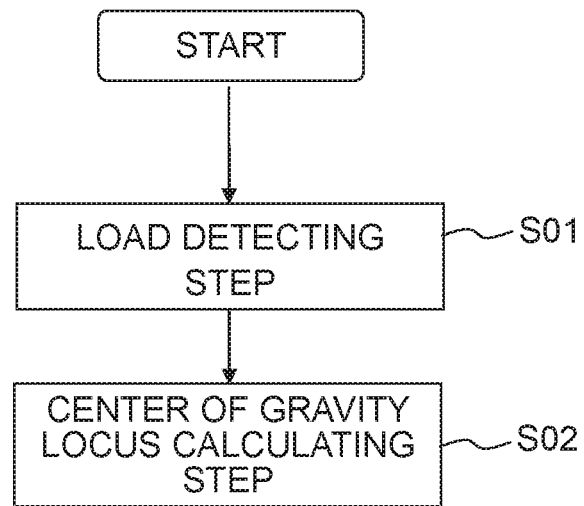 START
LOAD DETECTING
STEP
S01
CENTER OF GRAVITY
LOCUS CALCULATING
STEP
S02